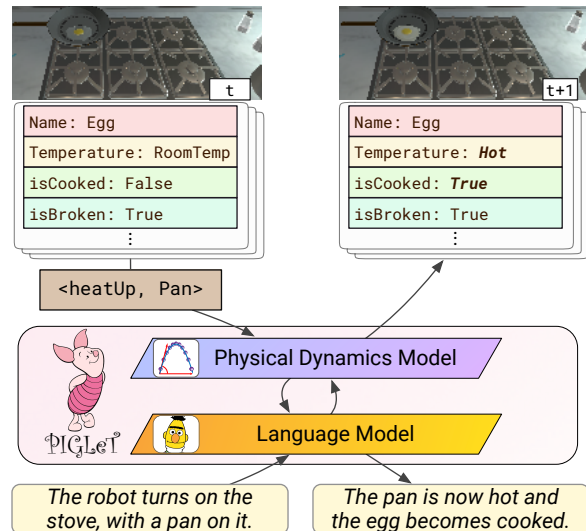 t
t+1
Name: Egg
Temperature: RoomTemp
isCooked: False
isBroken: True
⋮
Name: Egg
Temperature: Hot
isCooked: True
isBroken: True
⋮
<heatUp, Pan>
Physical Dynamics Model
PIGLeT
Language Model
The robot turns on the
stove, with a pan on it.
The pan is now hot and
the egg becomes cooked.